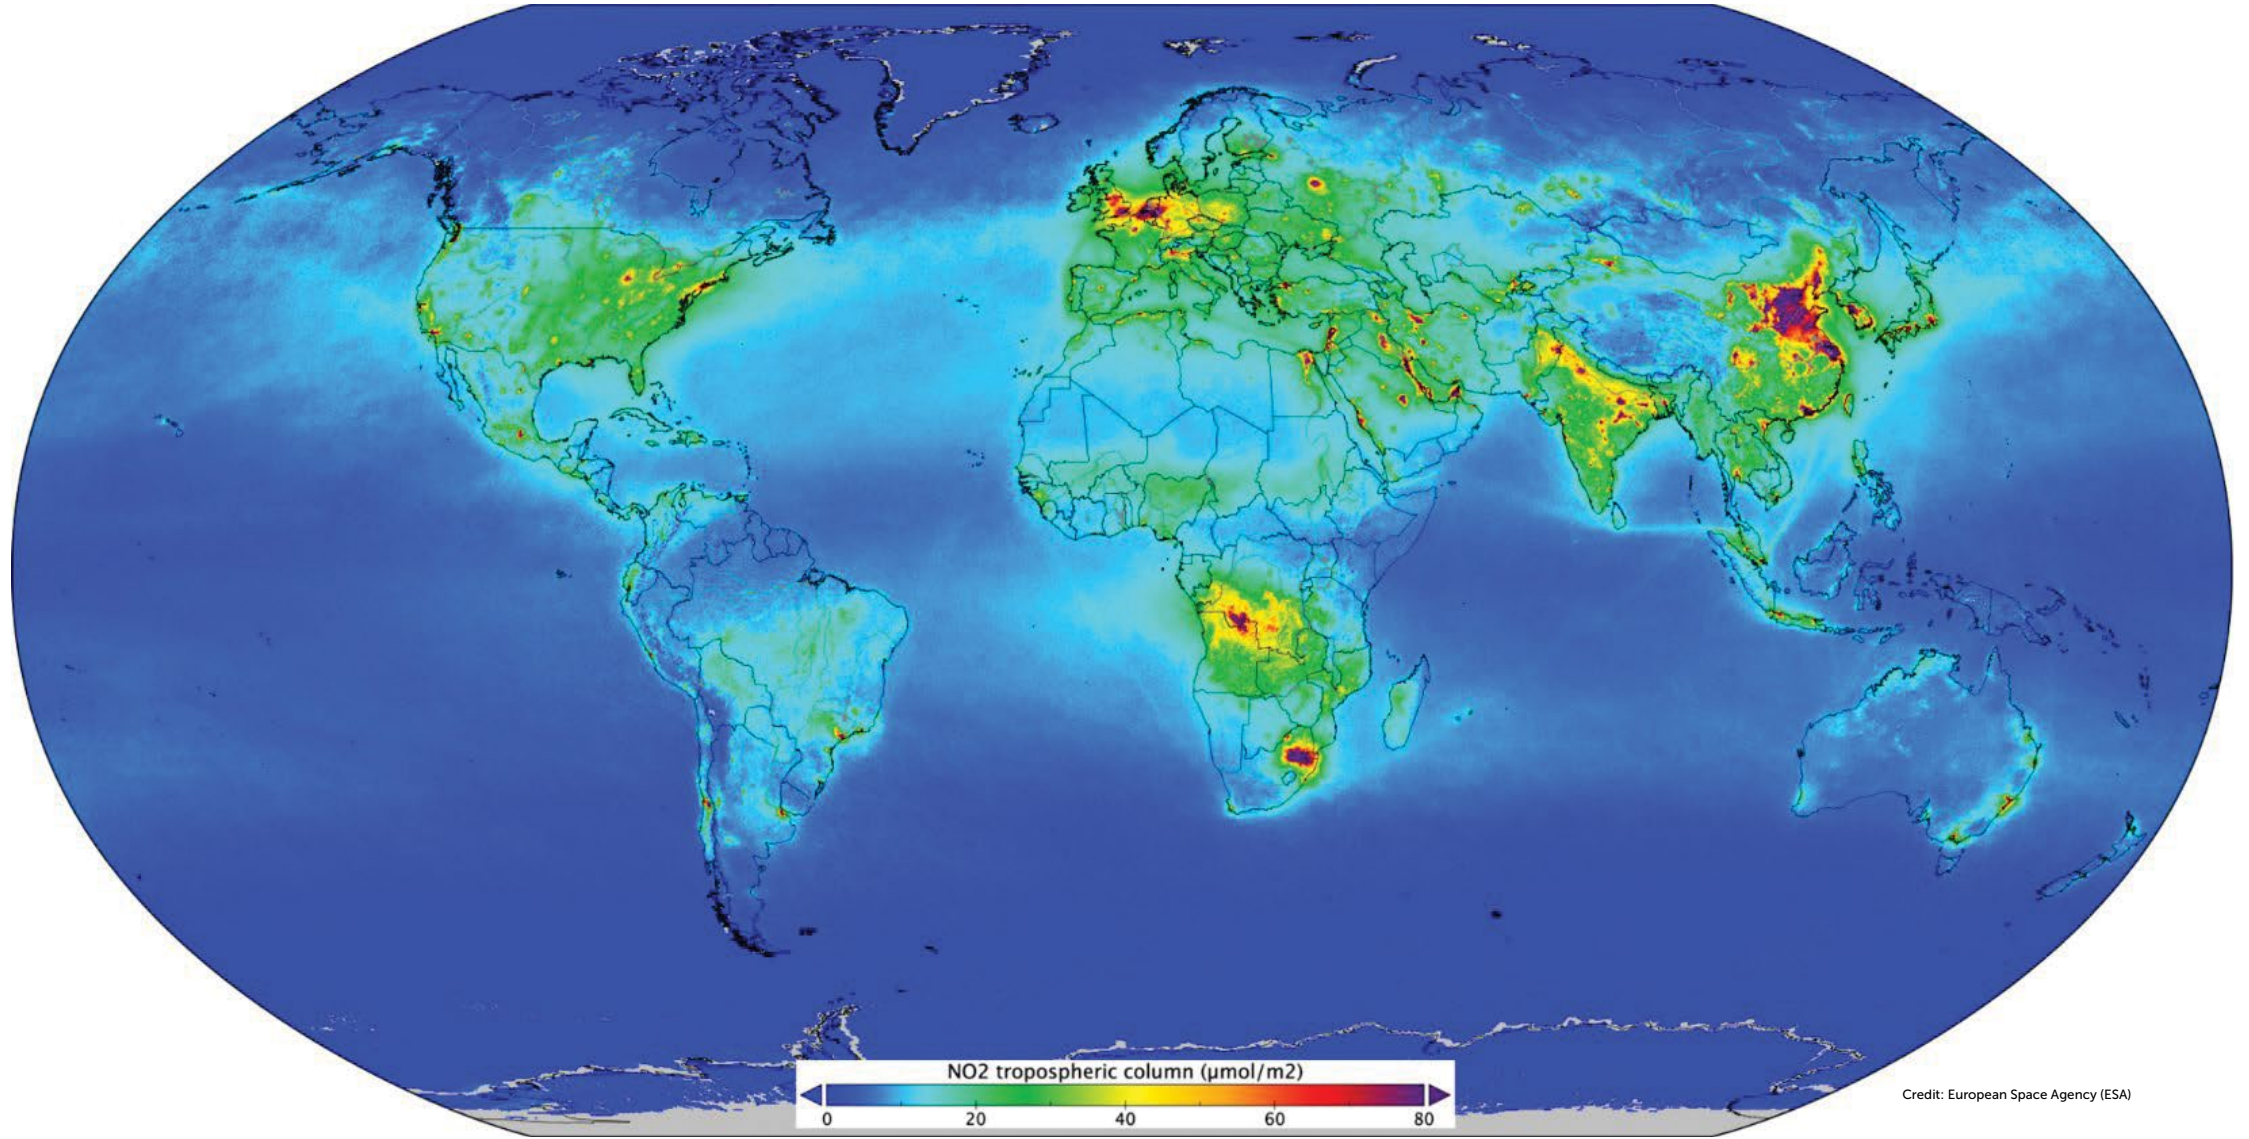 NO2 tropospheric column (µmol/m2)
0 20 40 60 80
Credit: European Space Agency (ESA)